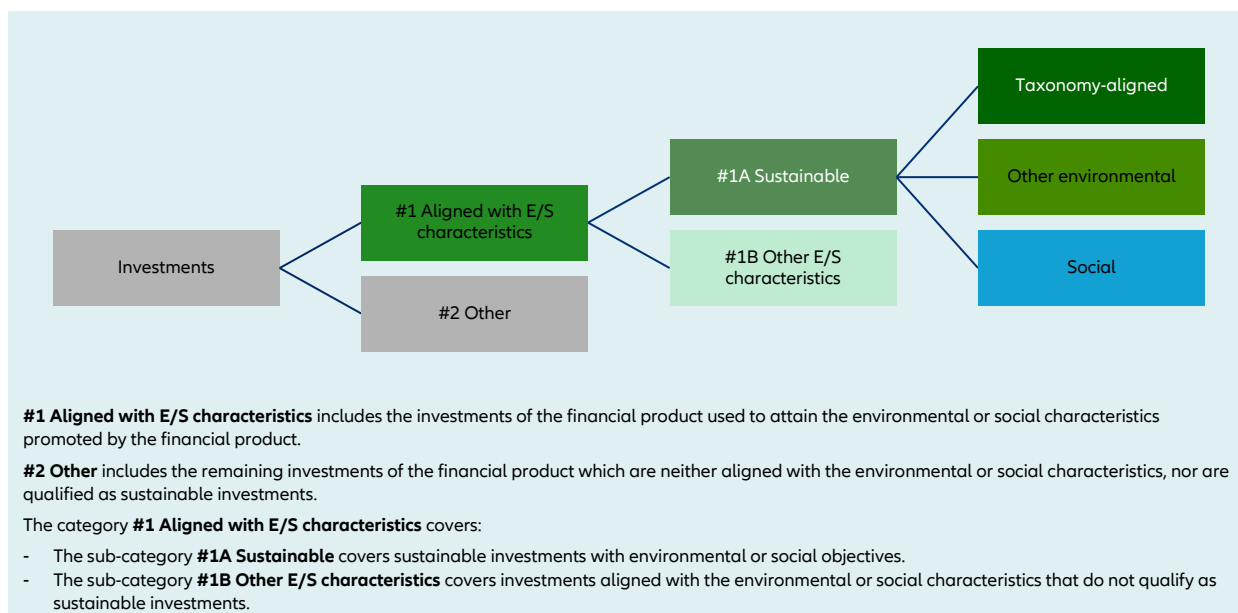 Taxonomy-aligned
#1A Sustainable
Other environmental
#1 Aligned with E/S
characteristics
Investments
#1B Other E/S
characteristics
Social
#2 Other
#1 Aligned with E/S characteristics includes the investments of the financial product used to attain the environmental or social characteristics
promoted by the financial product.
#2 Other includes the remaining investments of the financial product which are neither aligned with the environmental or social characteristics, nor are
qualified as sustainable investments.
The category #1 Aligned with E/S characteristics covers:
- The sub-category #1A Sustainable covers sustainable investments with environmental or social objectives.
- The sub-category #1B Other E/S characteristics covers investments aligned with the environmental or social characteristics that do not qualify as
sustainable investments.